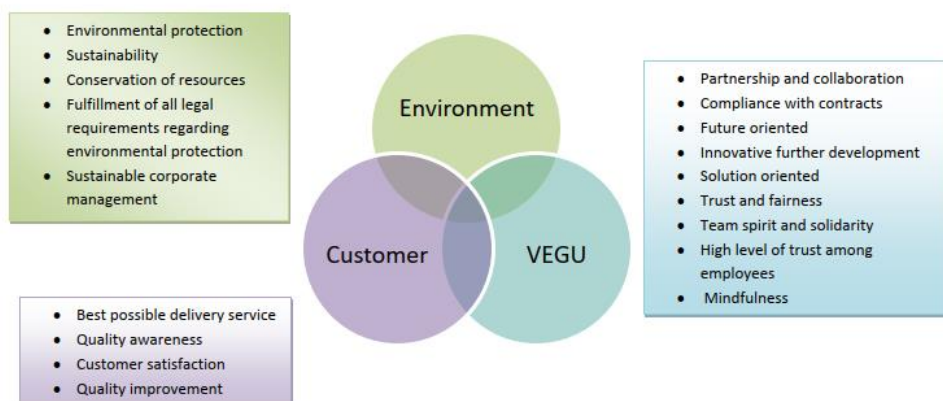 • Environmental protection
• Sustainability
• Conservation of resources
• Fulfillment of all legal
requirements regarding
environmental protection
• Sustainable corporate
management
Environment
Customer
VEGU
• Partnership and collaboration
• Compliance with contracts
• Future oriented
• Innovative further development
• Solution oriented
• Trust and fairness
• Team spirit and solidarity
• High level of trust among
employees
• Mindfulness
• Best possible delivery service
• Quality awareness
• Customer satisfaction
• Quality improvement